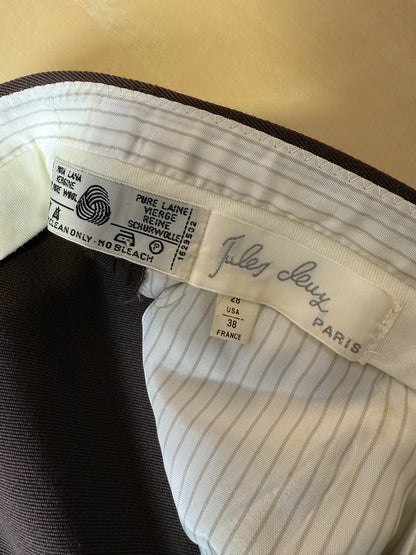 PURA LANA
VERGINE
PURE WOOL
PURE LAINE
VIERGE
REINE
SCHURWOLLE
P
CLEAN ONLY - NO BLEACH
1629502
Jules deux
PARIS
28
USA
38
FRANCE